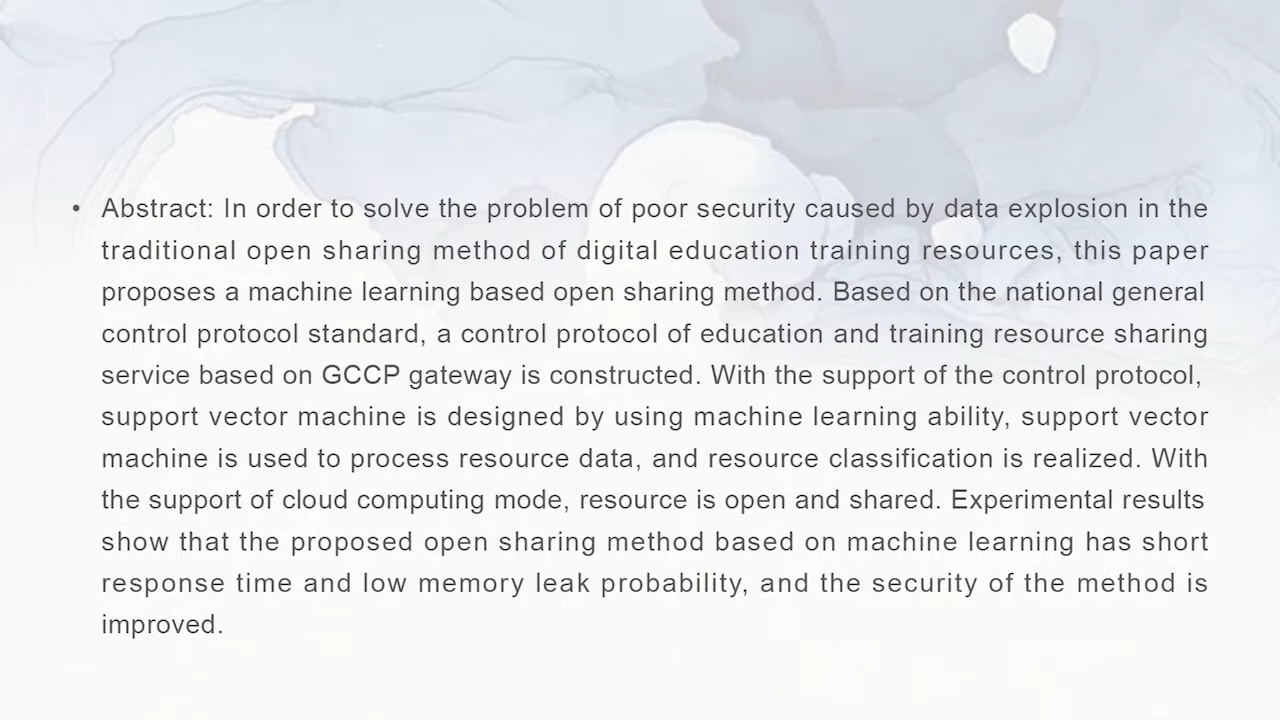 • Abstract: In order to solve the problem of poor security caused by data explosion in the
traditional open sharing method of digital education training resources, this paper
proposes a machine learning based open sharing method. Based on the national general
control protocol standard, a control protocol of education and training resource sharing
service based on GCCP gateway is constructed. With the support of the control protocol,
support vector machine is designed by using machine learning ability, support vector
machine is used to process resource data, and resource classification is realized. With
the support of cloud computing mode, resource is open and shared. Experimental results
show that the proposed open sharing method based on machine learning has short
response time and low memory leak probability, and the security of the method is
improved.